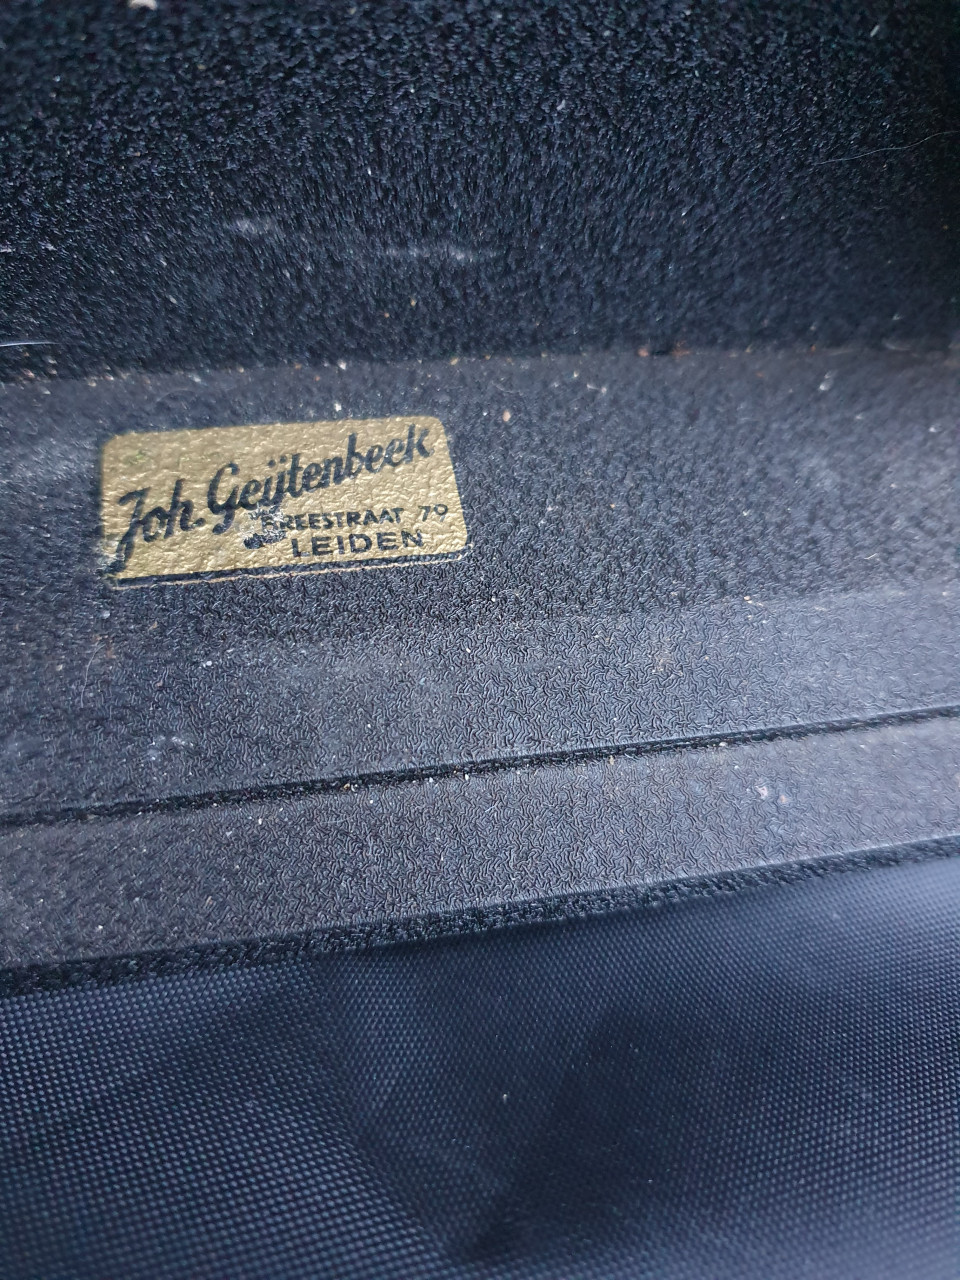 Joh. Geijtenbeek
BREESTRAAT 79
LEIDEN